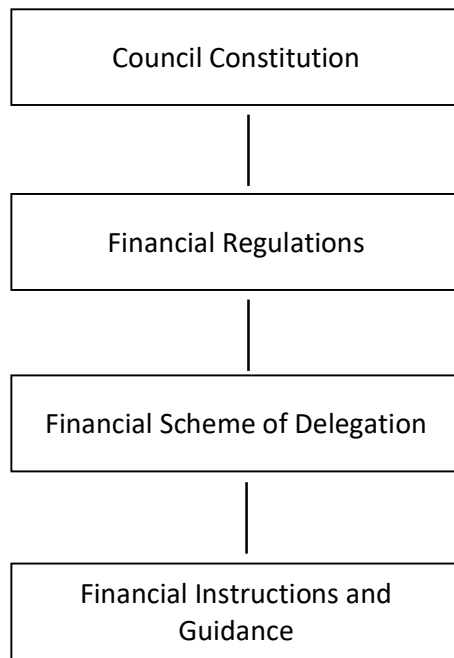 Council Constitution
Financial Regulations
Financial Scheme of Delegation
Financial Instructions and
Guidance